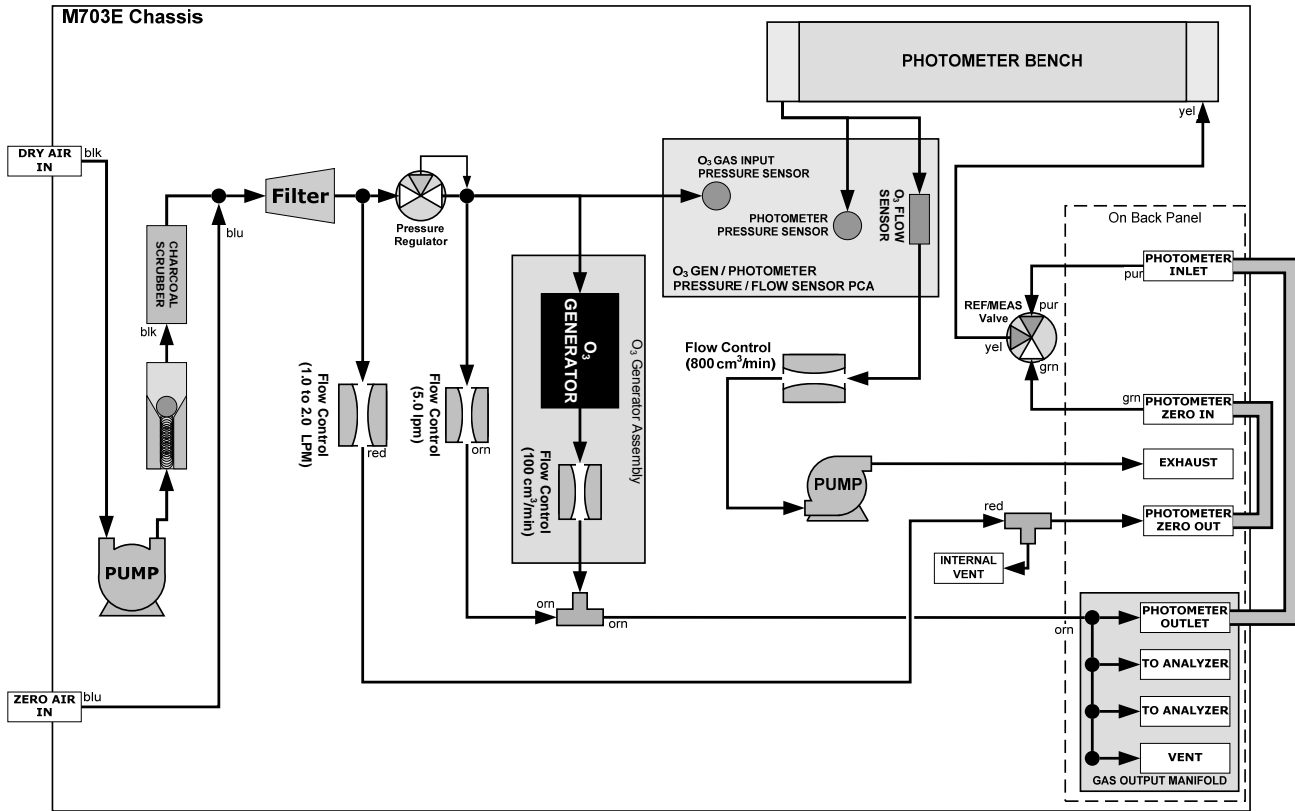 M703E Chassis
PHOTOMETER BENCH
yel
DRY AIR
IN
blk
Filter
blu
Pressure
Regulator
O₃ GAS INPUT
PRESSURE SENSOR
PHOTOMETER
PRESSURE SENSOR
O₃ FLOW
SENSOR
O₃ GEN / PHOTOMETER
PRESSURE / FLOW SENSOR PCA
On Back Panel
PHOTOMETER
INLET
pur
REF/MEAS
Valve
pur
yel
grn
grn
PHOTOMETER
ZERO IN
CHARCOAL
SCRUBBER
blk
O₃
GENERATOR
O₃ Generator Assembly
Flow Control
(1.0 to 2.0 LPM)
red
Flow Control
(5.0 lpm)
orn
Flow Control
(100 cm³/min)
Flow Control
(800 cm³/min)
PUMP
EXHAUST
red
PHOTOMETER
ZERO OUT
INTERNAL
VENT
PUMP
orn
orn
orn
PHOTOMETER
OUTLET
TO ANALYZER
TO ANALYZER
VENT
GAS OUTPUT MANIFOLD
ZERO AIR
IN
blu